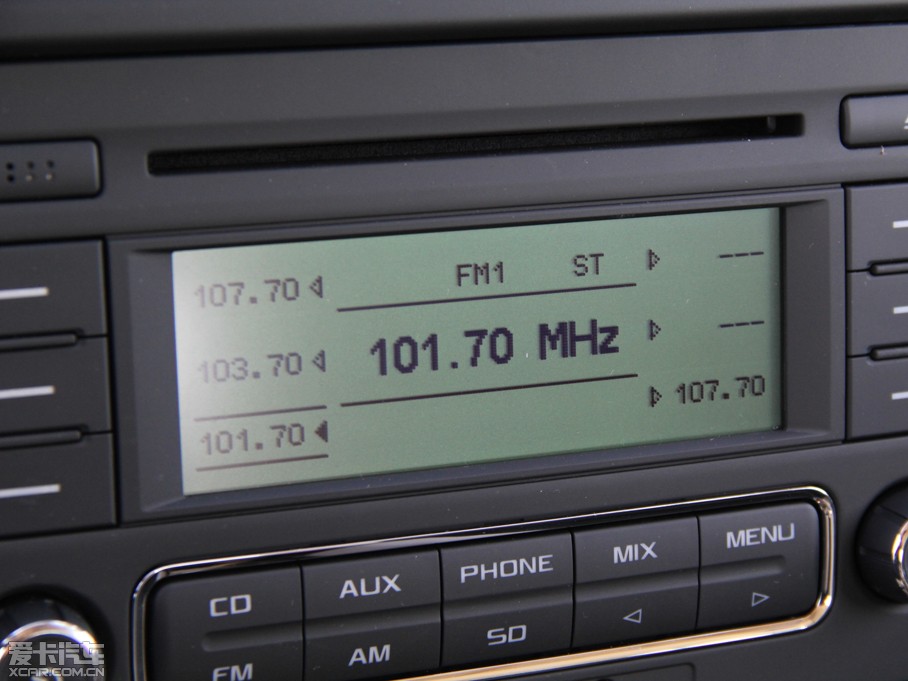 FM1 ST
107.70 ---
101.70 MHz
103.70 ---
101.70 107.70
CD AUX PHONE MIX MENU
FM AM SD
爱卡汽车
XCAR.COM.CN